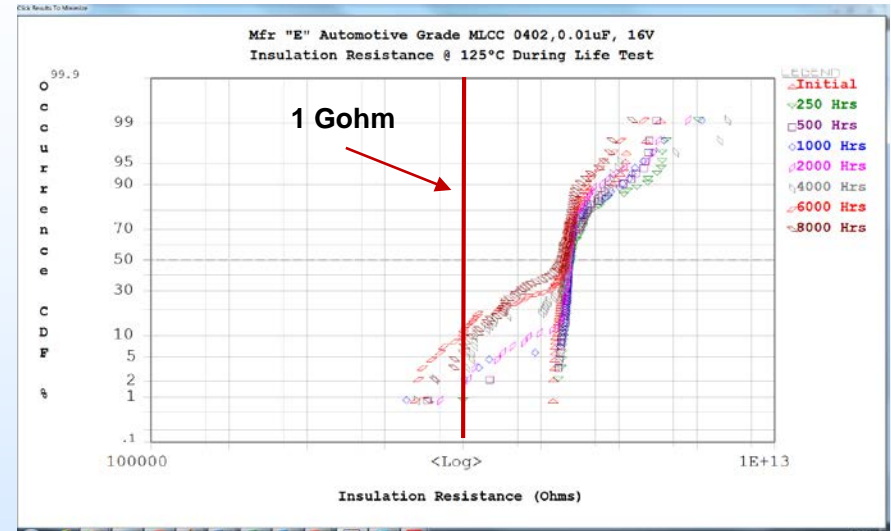 Click Results To Minimize
Mfr "E" Automotive Grade MLCC 0402,0.01uF, 16V
Insulation Resistance @ 125°C During Life Test
Occurrence CDF %
99.9
99
95
90
70
50
30
10
5
2
1
.1
1 Gohm
LEGEND
Initial
250 Hrs
500 Hrs
1000 Hrs
2000 Hrs
4000 Hrs
6000 Hrs
8000 Hrs
100000
<Log>
1E+13
Insulation Resistance (Ohms)